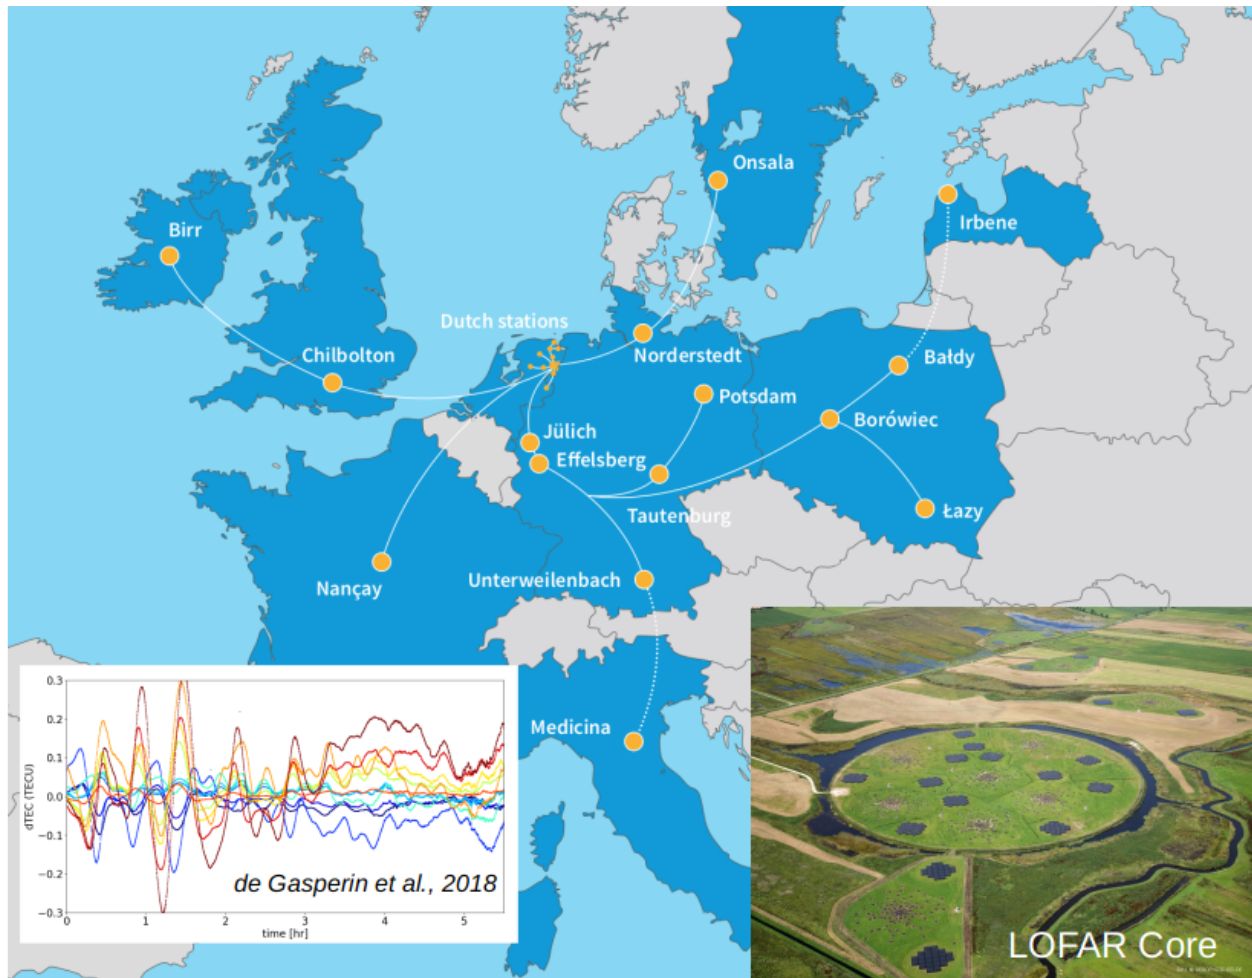 Onsala
Birr
Irbene
Dutch stations
Chilbolton
Norderstedt
Bałdy
Potsdam
Borówiec
Jülich
Effelsberg
Łazy
Tautenburg
Unterweilenbach
Nançay
Medicina
0.3
0.2
0.1
0.0
−0.1
−0.2
−0.3
dTEC (TECU)
0 1 2 3 4 5
time [hr]
de Gasperin et al., 2018
LOFAR Core